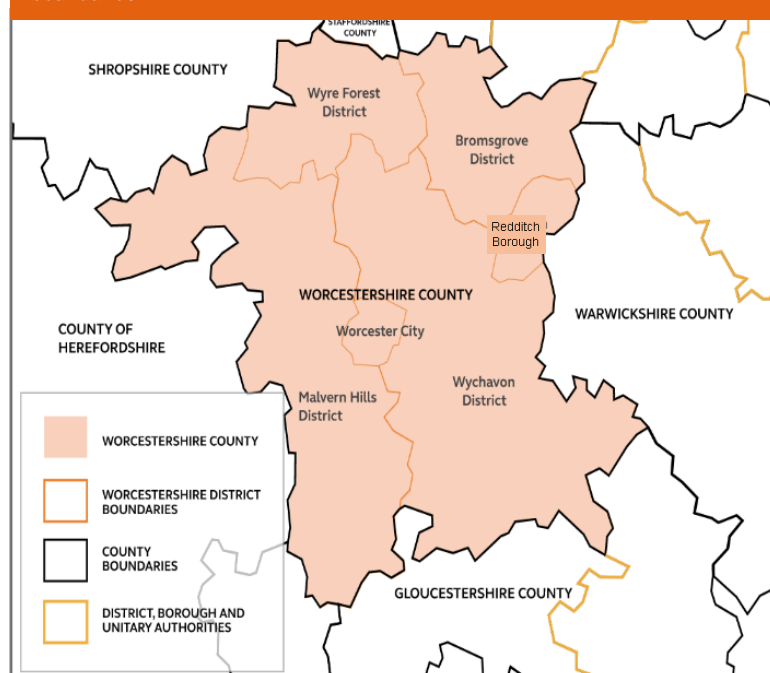 STAFFORDSHIRE
COUNTY
SHROPSHIRE COUNTY
Wyre Forest
District
Bromsgrove
District
Redditch
Borough
WORCESTERSHIRE COUNTY
WARWICKSHIRE COUNTY
COUNTY OF
HEREFORDSHIRE
Worcester City
Malvern Hills
District
Wychavon
District
WORCESTERSHIRE COUNTY
WORCESTERSHIRE DISTRICT
BOUNDARIES
COUNTY
BOUNDARIES
DISTRICT, BOROUGH AND
UNITARY AUTHORITIES
GLOUCESTERSHIRE COUNTY